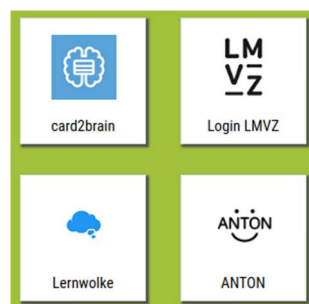 LM
VZ
card2brain
Login LMVZ
ANTON
Lernwolke
ANTON